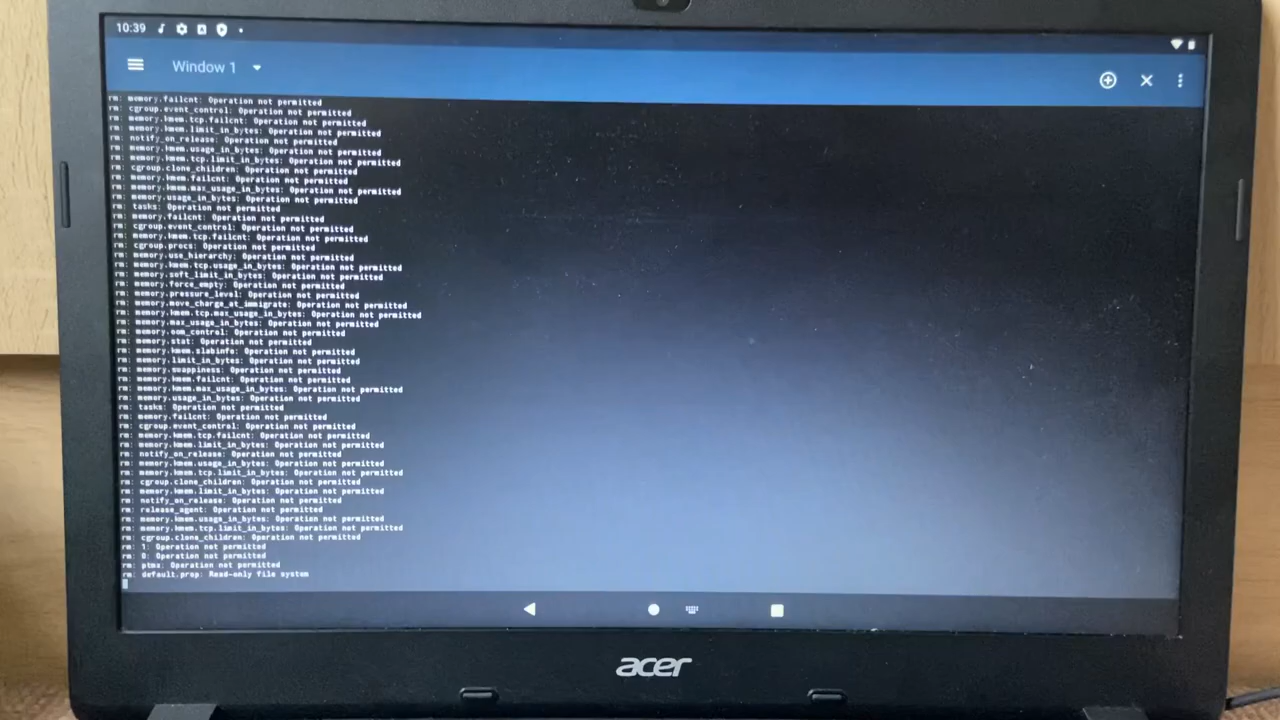 10:39
Window 1
rm: memory.failcnt: Operation not permitted
rm: cgroup.event_control: Operation not permitted
rm: memory.kmem.tcp.failcnt: Operation not permitted
rm: memory.kmem.limit_in_bytes: Operation not permitted
rm: notify_on_release: Operation not permitted
rm: memory.kmem.usage_in_bytes: Operation not permitted
rm: memory.kmem.tcp.limit_in_bytes: Operation not permitted
rm: cgroup.clone_children: Operation not permitted
rm: memory.kmem.failcnt: Operation not permitted
rm: memory.kmem.max_usage_in_bytes: Operation not permitted
rm: memory.usage_in_bytes: Operation not permitted
rm: tasks: Operation not permitted
rm: memory.failcnt: Operation not permitted
rm: cgroup.event_control: Operation not permitted
rm: memory.kmem.tcp.failcnt: Operation not permitted
rm: cgroup.procs: Operation not permitted
rm: memory.use_hierarchy: Operation not permitted
rm: memory.kmem.tcp.usage_in_bytes: Operation not permitted
rm: memory.soft_limit_in_bytes: Operation not permitted
rm: memory.force_empty: Operation not permitted
rm: memory.pressure_level: Operation not permitted
rm: memory.move_charge_at_immigrate: Operation not permitted
rm: memory.kmem.tcp.max_usage_in_bytes: Operation not permitted
rm: memory.max_usage_in_bytes: Operation not permitted
rm: memory.oom_control: Operation not permitted
rm: memory.stat: Operation not permitted
rm: memory.kmem.slabinfo: Operation not permitted
rm: memory.limit_in_bytes: Operation not permitted
rm: memory.swappiness: Operation not permitted
rm: memory.kmem.failcnt: Operation not permitted
rm: memory.kmem.max_usage_in_bytes: Operation not permitted
rm: memory.usage_in_bytes: Operation not permitted
rm: tasks: Operation not permitted
rm: memory.failcnt: Operation not permitted
rm: cgroup.event_control: Operation not permitted
rm: memory.kmem.tcp.failcnt: Operation not permitted
rm: memory.kmem.limit_in_bytes: Operation not permitted
rm: notify_on_release: Operation not permitted
rm: memory.kmem.usage_in_bytes: Operation not permitted
rm: memory.kmem.tcp.limit_in_bytes: Operation not permitted
rm: cgroup.clone_children: Operation not permitted
rm: memory.kmem.limit_in_bytes: Operation not permitted
rm: notify_on_release: Operation not permitted
rm: release_agent: Operation not permitted
rm: memory.kmem.usage_in_bytes: Operation not permitted
rm: memory.kmem.tcp.limit_in_bytes: Operation not permitted
rm: cgroup.clone_children: Operation not permitted
rm: 1: Operation not permitted
rm: 0: Operation not permitted
rm: ptmx: Operation not permitted
rm: default.prop: Read-only file system
acer